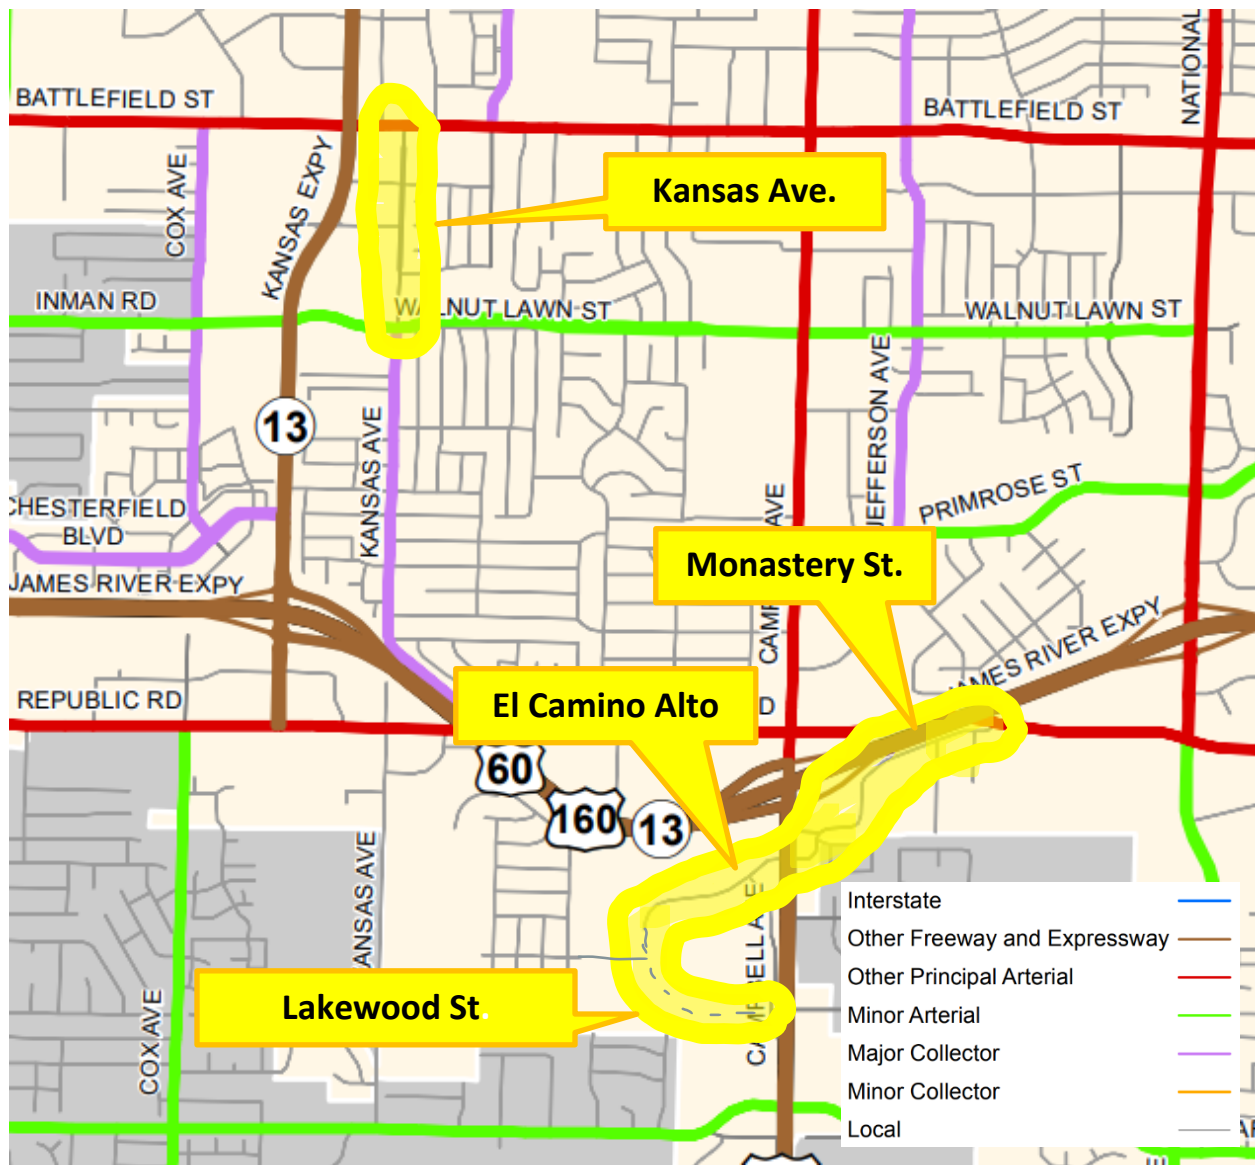 NATIONAL
BATTLEFIELD ST
BATTLEFIELD ST
Kansas Ave.
COX AVE
KANSAS EXPY
INMAN RD
WALNUT LAWN ST
WALNUT LAWN ST
13
KANSAS AVE
JEFFERSON AVE
PRIMROSE ST
CHESTERFIELD
BLVD
Monastery St.
JAMES RIVER EXPY
JAMES RIVER EXPY
El Camino Alto
REPUBLIC RD
60
160
13
KANSAS AVE
CAMPBELL AVE
Lakewood St.
COX AVE
Interstate
Other Freeway and Expressway
Other Principal Arterial
Minor Arterial
Major Collector
Minor Collector
Local